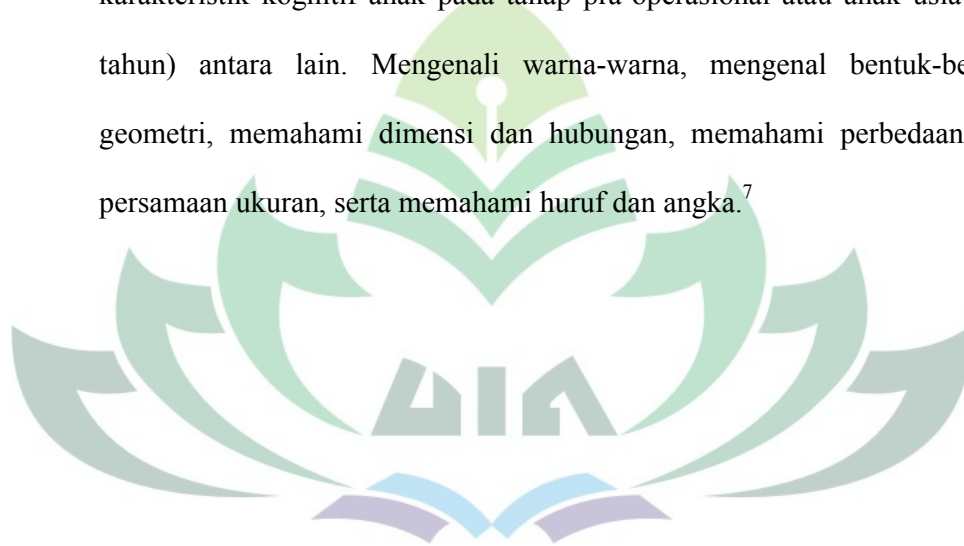 karakteristik kognitif anak pada tahap pra-operasional atau anak usia
tahun) antara lain. Mengenali warna-warna, mengenal
geometri, memahami dimensi dan hubungan, memahami perbedaan
persamaan ukuran, serta memahami huruf dan angka.7
UIN